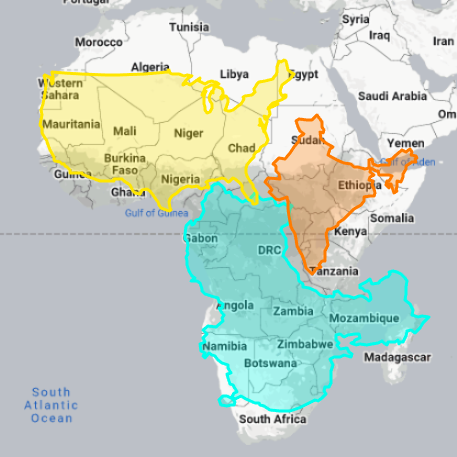 Portugal
Tunisia
Syria
Morocco
Iraq
Iran
Algeria
Libya
Egypt
Western
Sahara
Saudi Arabia
Om
Mauritania
Mali
Niger
Sudan
Yemen
Chad
Gulf of Aden
Burkina
Faso
Guinea
Nigeria
Ethiopia
Ghana
Gulf of Guinea
Somalia
Kenya
Gabon
DRC
Tanzania
Angola
Zambia
Mozambique
Namibia
Zimbabwe
Madagascar
Botswana
South
Atlantic
Ocean
South Africa